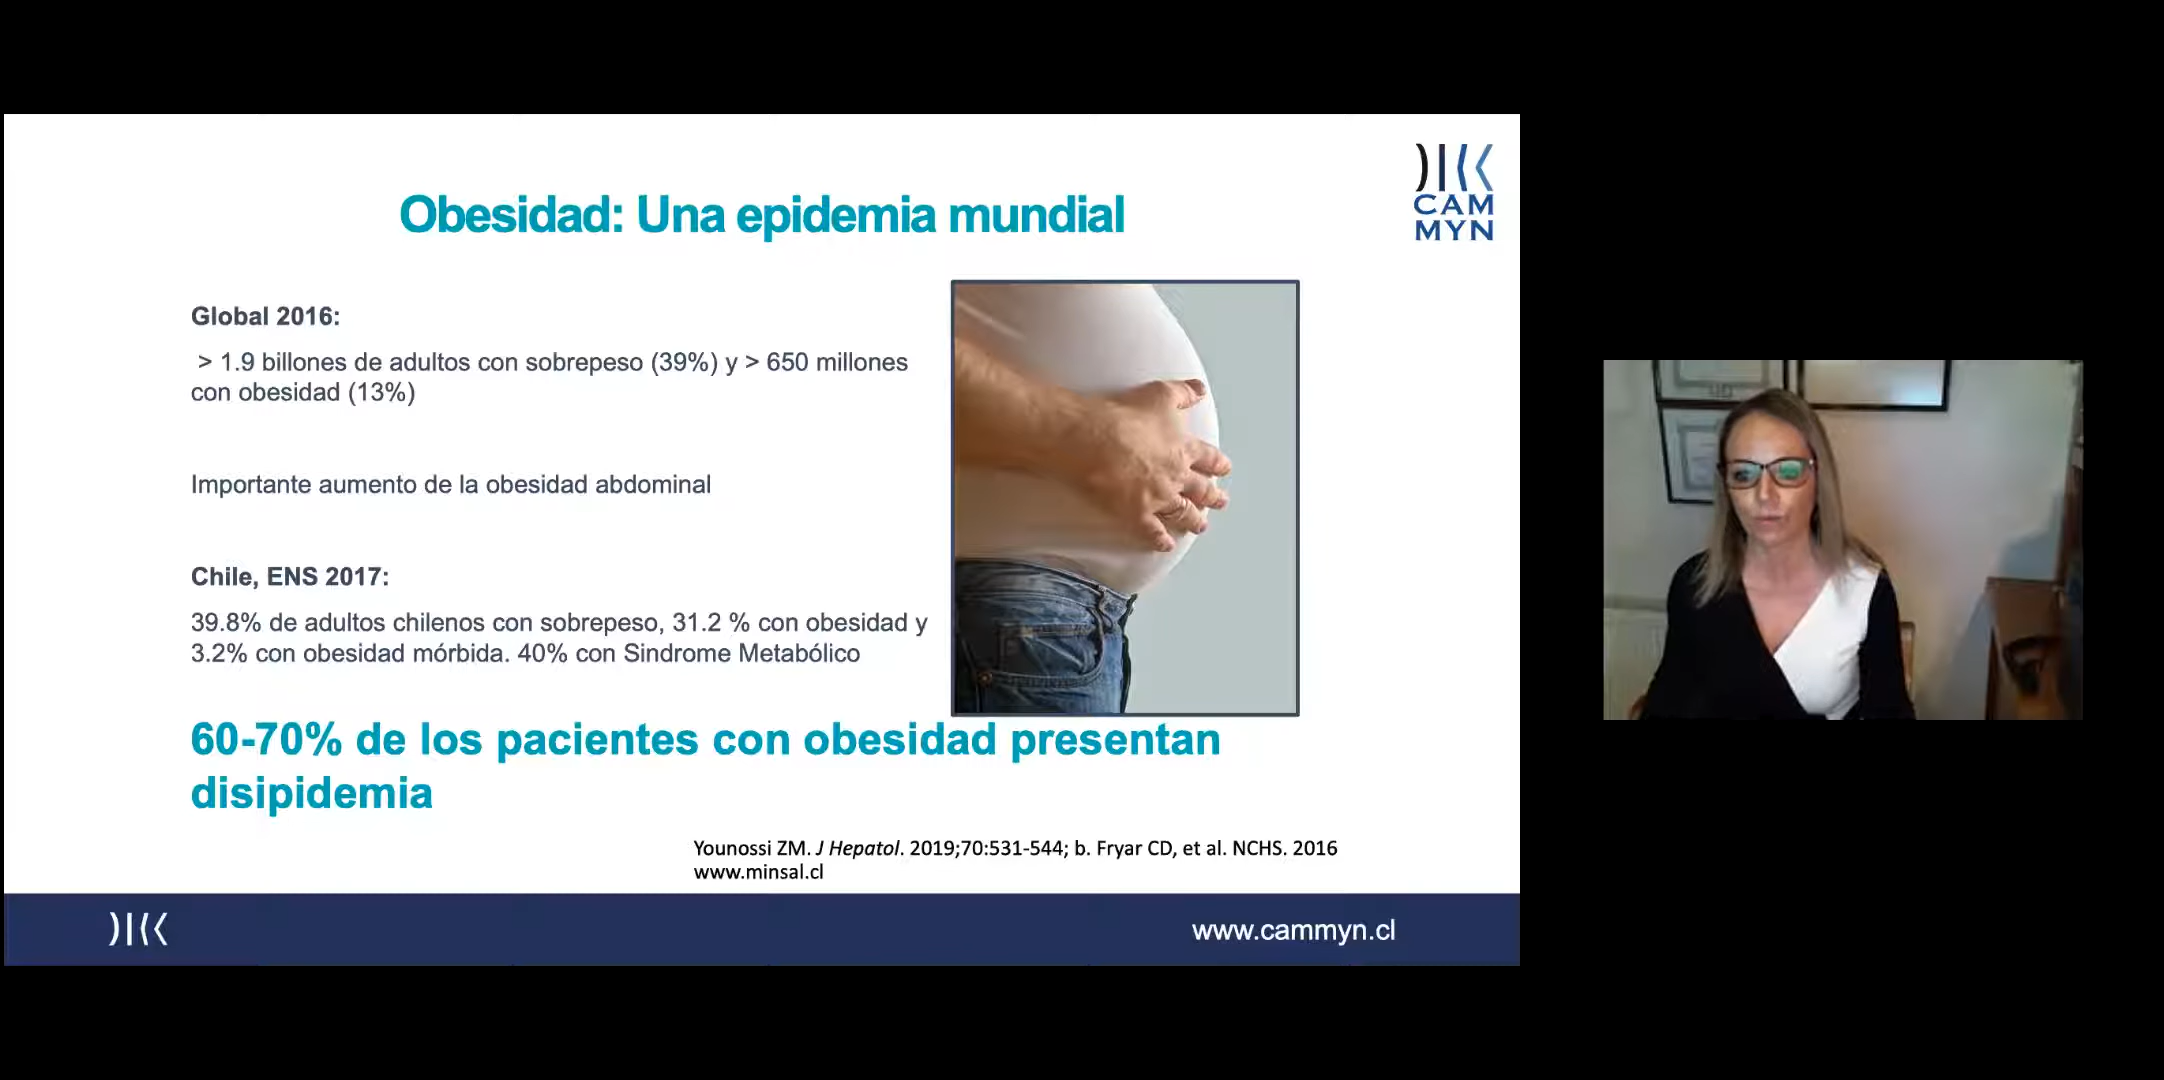 CAM
MYN
Obesidad: Una epidemia mundial
Global 2016:
> 1.9 billones de adultos con sobrepeso (39%) y > 650 millones
con obesidad (13%)
Importante aumento de la obesidad abdominal
Chile, ENS 2017:
39.8% de adultos chilenos con sobrepeso, 31.2 % con obesidad y
3.2% con obesidad mórbida. 40% con Sindrome Metabólico
60-70% de los pacientes con obesidad presentan
disipidemia
Younossi ZM. J Hepatol. 2019;70:531-544; b. Fryar CD, et al. NCHS. 2016
www.minsal.cl
www.cammyn.cl